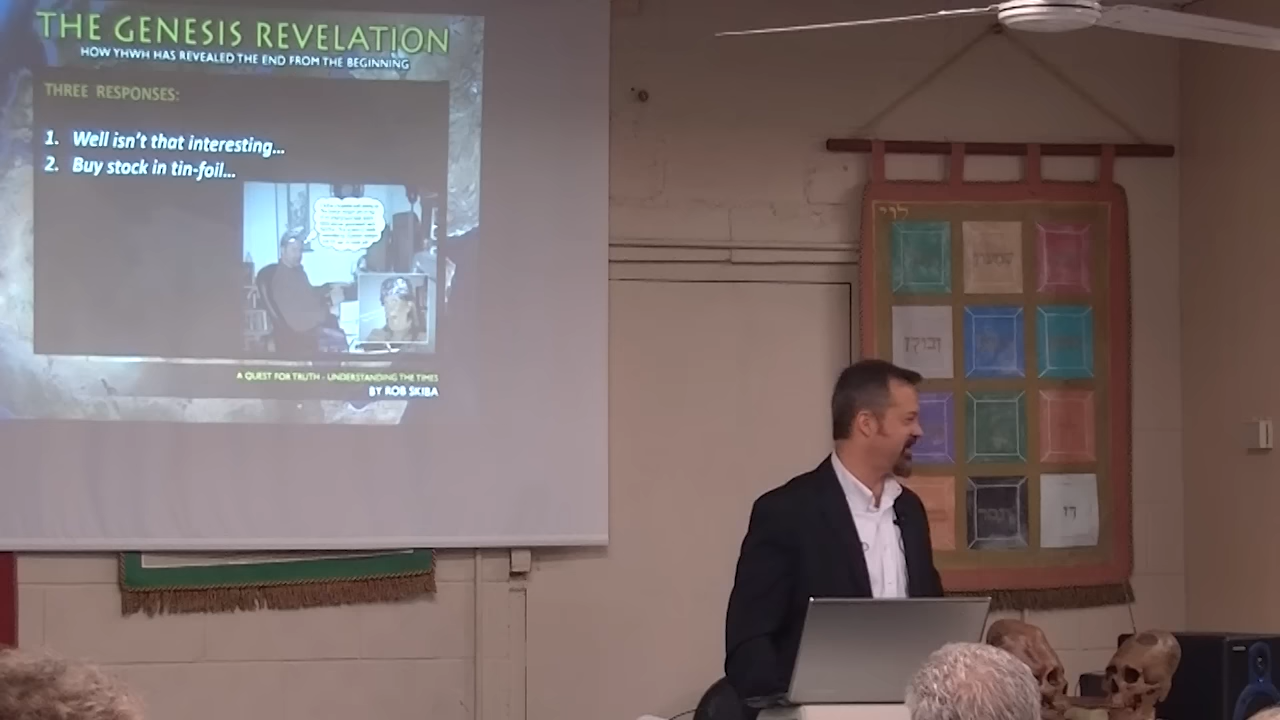 THE GENESIS REVELATION
HOW YHWH HAS REVEALED THE END FROM THE BEGINNING
THREE RESPONSES:
1. Well isn't that interesting...
2. Buy stock in tin-foil...
A QUEST FOR TRUTH - UNDERSTANDING THE TIMES
BY ROB SKIBA
לוי